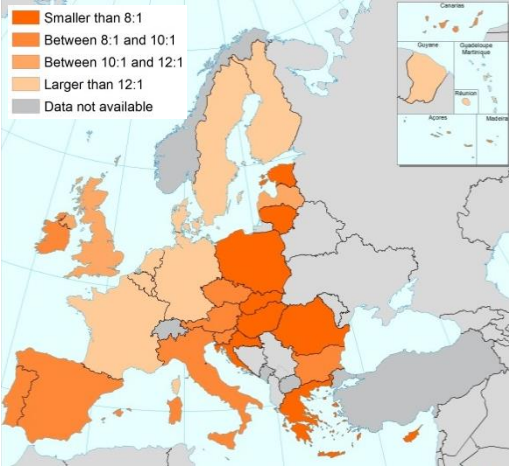 Smaller than 8:1
Between 8:1 and 10:1
Between 10:1 and 12:1
Larger than 12:1
Data not available
Canarias
Guyane
Guadeloupe
Martinique
Réunion
Açores
Madeira